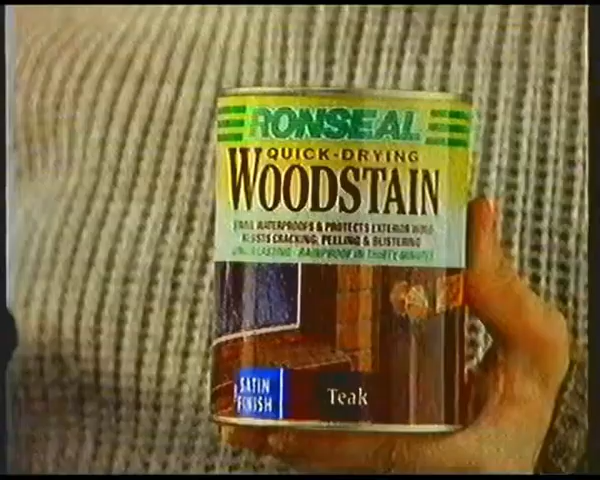 RONSEAL
QUICK-DRYING
WOODSTAIN
WATERPROOFS & PROTECTS EXTERIOR WOOD
RESISTS CRACKING, PEELING & BLISTERING
RAINPROOF IN THIRTY MINUTES
SATIN
FINISH
Teak